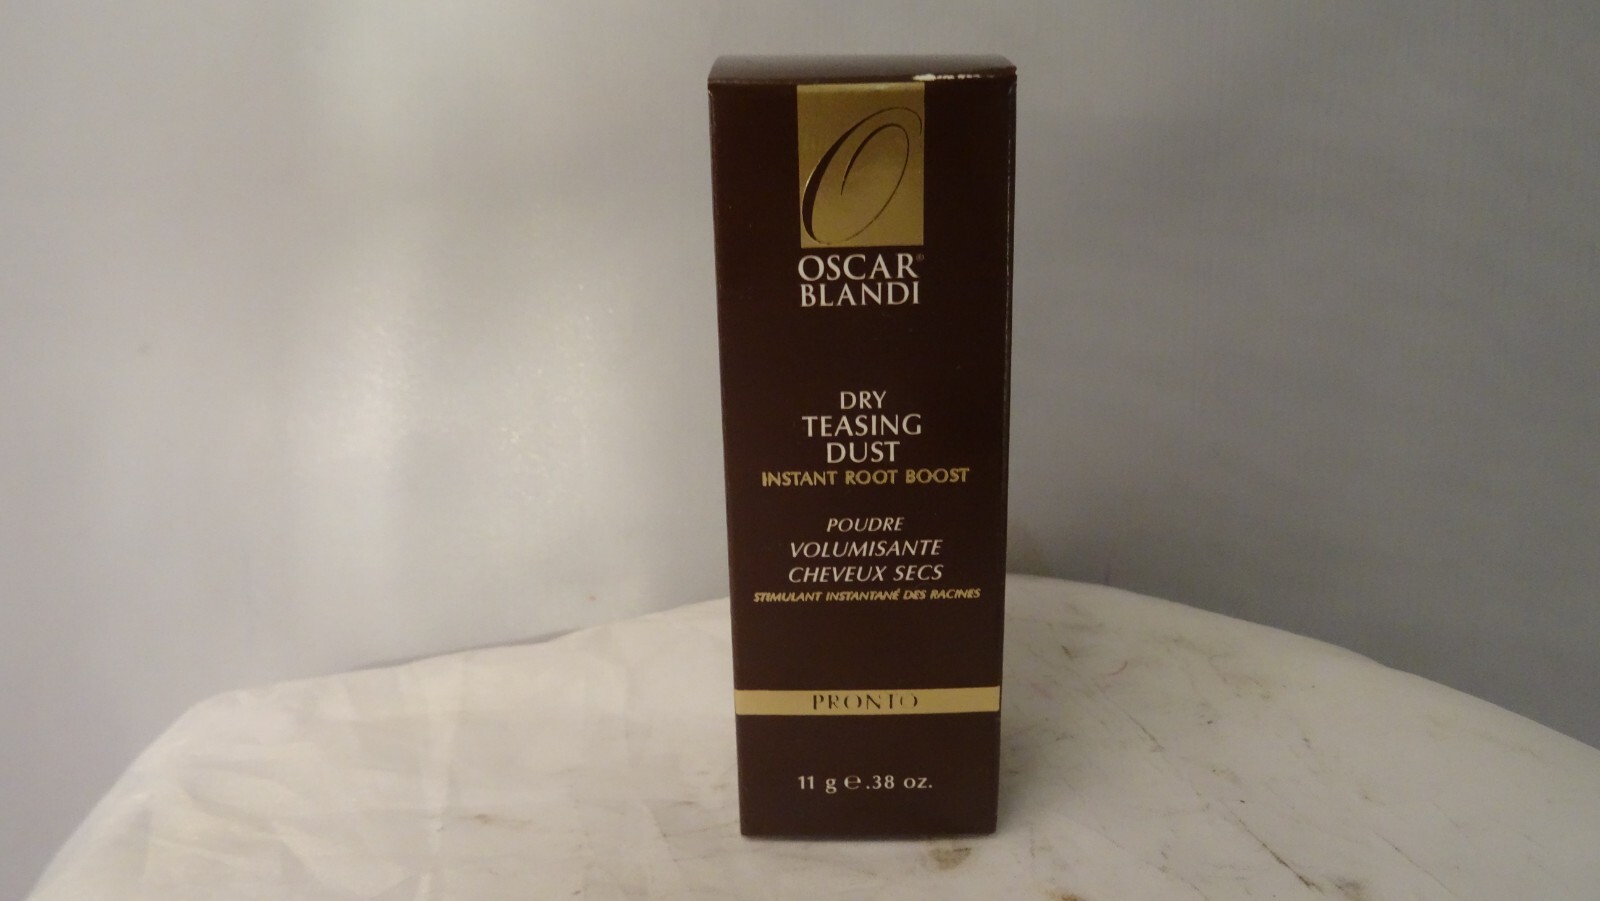 O
OSCAR®
BLANDI
DRY
TEASING
DUST
INSTANT ROOT BOOST
POUDRE
VOLUMISANTE
CHEVEUX SECS
STIMULANT INSTANTANÉ DES RACINES
PRONTO
11 g ℮ .38 oz.